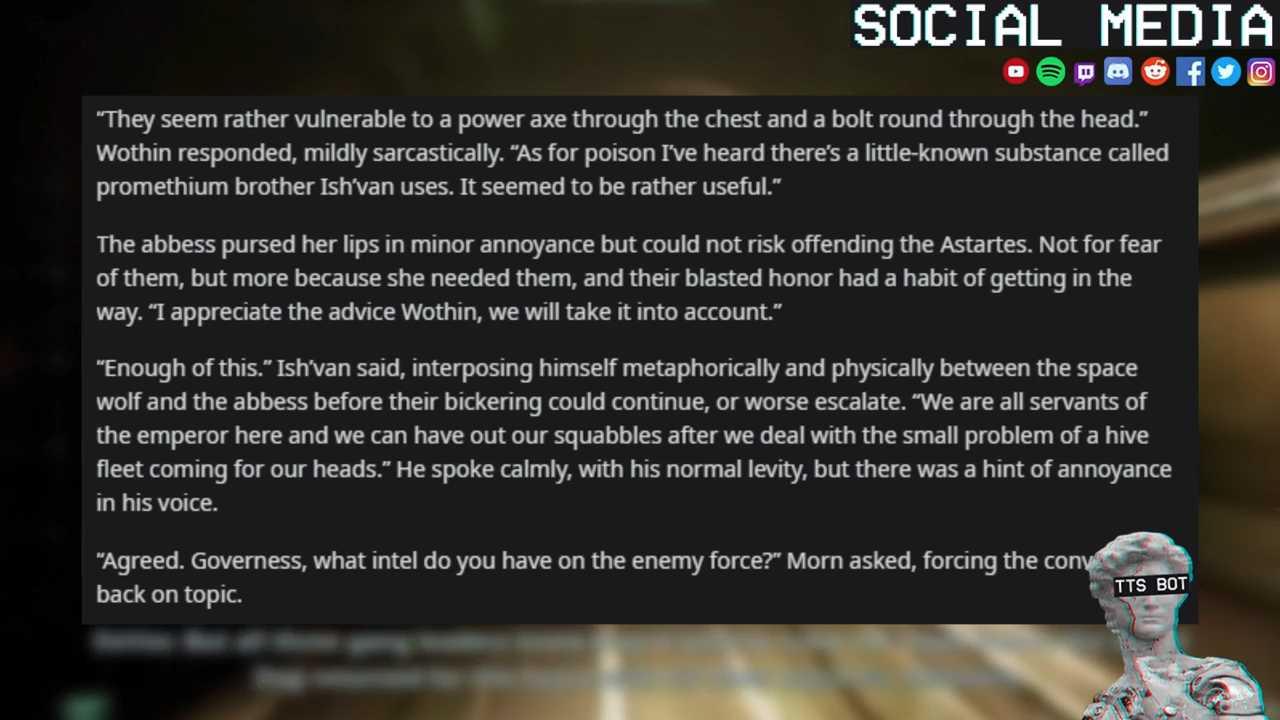 SOCIAL MEDIA
“They seem rather vulnerable to a power axe through the chest and a bolt round through the head.”
Wothin responded, mildly sarcastically. “As for poison I’ve heard there’s a little-known substance called
promethium brother Ish’van uses. It seemed to be rather useful.”
The abbess pursed her lips in minor annoyance but could not risk offending the Astartes. Not for fear
of them, but more because she needed them, and their blasted honor had a habit of getting in the
way. “I appreciate the advice Wothin, we will take it into account.”
“Enough of this.” Ish’van said, interposing himself metaphorically and physically between the space
wolf and the abbess before their bickering could continue, or worse escalate. “We are all servants of
the emperor here and we can have out our squabbles after we deal with the small problem of a hive
fleet coming for our heads.” He spoke calmly, with his normal levity, but there was a hint of annoyance
in his voice.
“Agreed. Governess, what intel do you have on the enemy force?” Morn asked, forcing the conv
back on topic.
TTS BOT